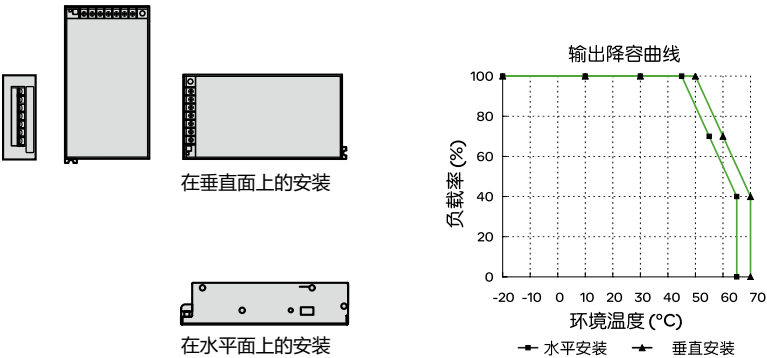 在垂直面上的安装
在水平面上的安装
输出降容曲线
负载率 (%)
100
80
60
40
20
0
-20 -10 0 10 20 30 40 50 60 70
环境温度 (°C)
水平安装 垂直安装